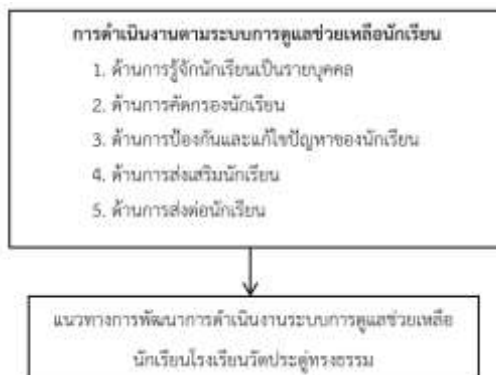 การดำเนินงานตามระบบการดูแลช่วยเหลือนักเรียน
1. ด้านการรู้จักนักเรียนเป็นรายบุคคล
2. ด้านการคัดกรองนักเรียน
3. ด้านการป้องกันและแก้ไขปัญหาของนักเรียน
4. ด้านการส่งเสริมนักเรียน
5. ด้านการส่งต่อนักเรียน
แนวทางการพัฒนาการดำเนินงานระบบการดูแลช่วยเหลือ
นักเรียนโรงเรียนวัดประดู่ทรงธรรม